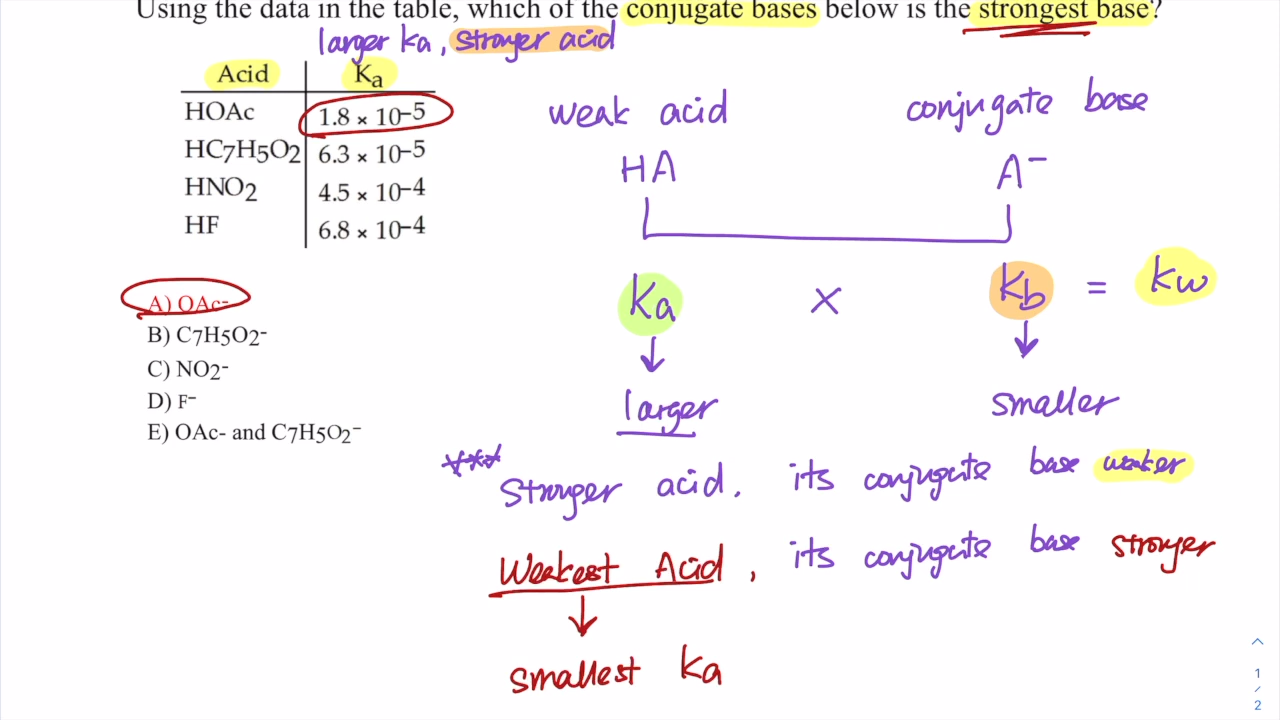 Using the data in the table, which of the conjugate bases below is the strongest base?
larger ka, stronger acid
Acid Ka
HOAc 1.8 × 10–5
HC7H5O2 6.3 × 10–5
HNO2 4.5 × 10–4
HF 6.8 × 10–4
weak acid conjugate base
HA A–
Ka × Kb = Kw
larger smaller
A) OAc-
B) C7H5O2-
C) NO2-
D) F-
E) OAc- and C7H5O2-
Stronger acid, its conjugate base weaker
Weakest Acid, its conjugate base stronger
smallest Ka
1
/
2